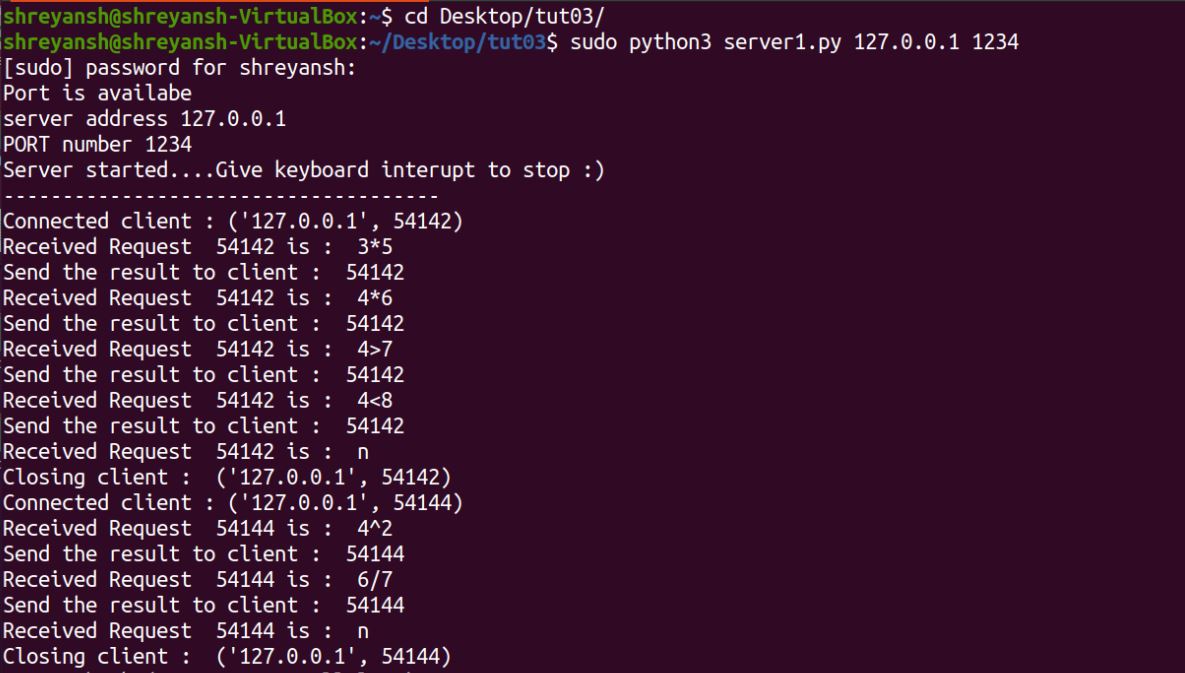 shreyansh@shreyansh-VirtualBox:~$ cd Desktop/tut03/
shreyansh@shreyansh-VirtualBox:~/Desktop/tut03$ sudo python3 server1.py 127.0.0.1 1234
[sudo] password for shreyansh:
Port is availabe
server address 127.0.0.1
PORT number 1234
Server started....Give keyboard interupt to stop :)
-------------------------------------
Connected client : ('127.0.0.1', 54142)
Received Request  54142 is :  3*5
Send the result to client :  54142
Received Request  54142 is :  4*6
Send the result to client :  54142
Received Request  54142 is :  4>7
Send the result to client :  54142
Received Request  54142 is :  4<8
Send the result to client :  54142
Received Request  54142 is :  n
Closing client :  ('127.0.0.1', 54142)
Connected client : ('127.0.0.1', 54144)
Received Request  54144 is :  4^2
Send the result to client :  54144
Received Request  54144 is :  6/7
Send the result to client :  54144
Received Request  54144 is :  n
Closing client :  ('127.0.0.1', 54144)